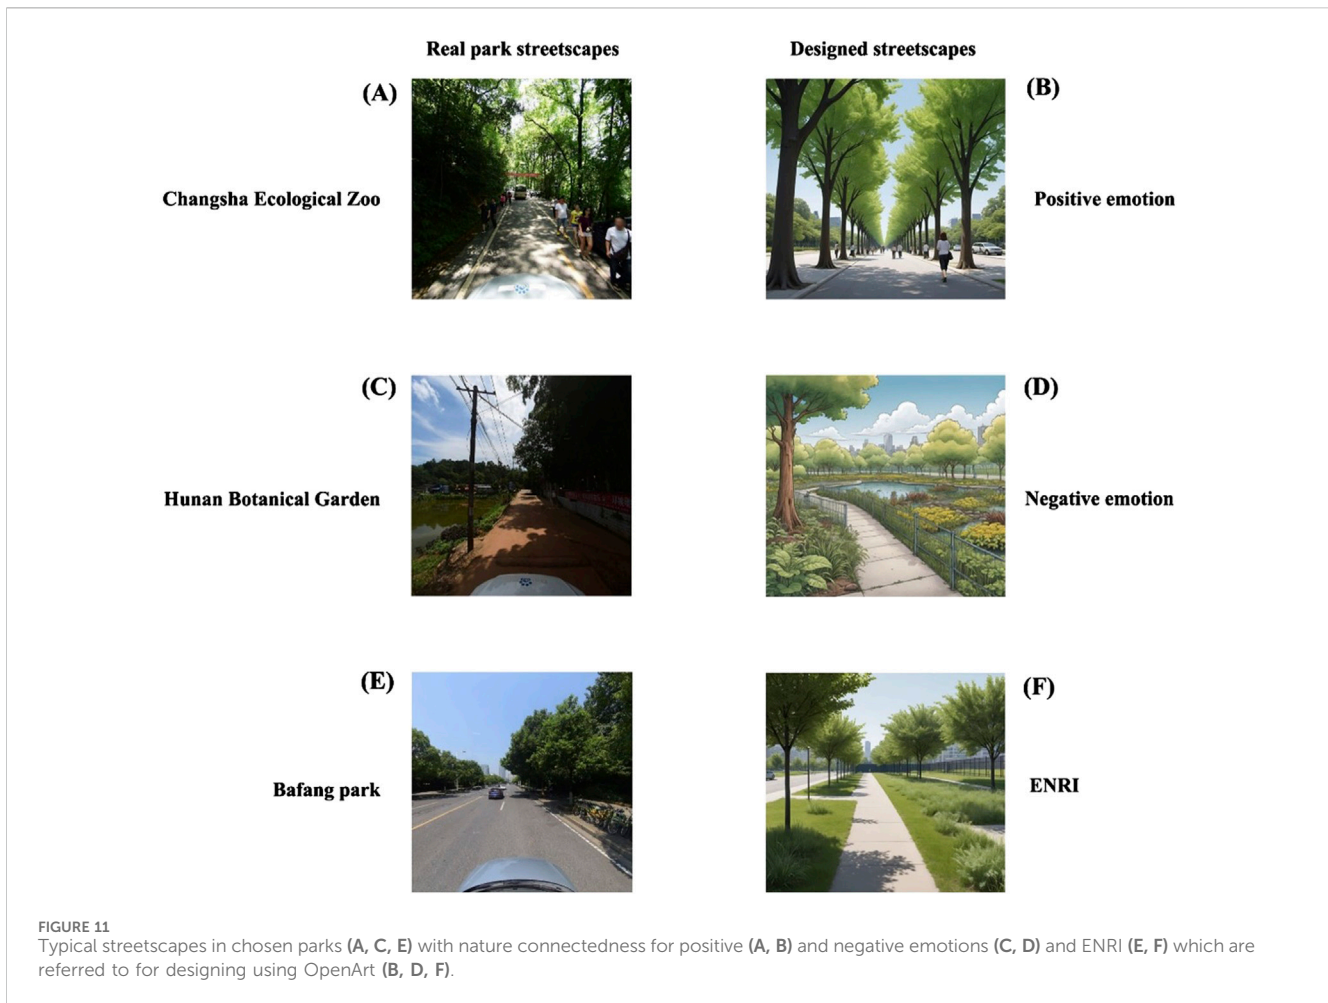 Real park streetscapes
Designed streetscapes
(A)
(B)
Changsha Ecological Zoo
Positive emotion
(C)
(D)
Hunan Botanical Garden
Negative emotion
(E)
(F)
Bafang park
ENRI
FIGURE 11
Typical streetscapes in chosen parks (A, C, E) with nature connectedness for positive (A, B) and negative emotions (C, D) and ENRI (E, F) which are
referred to for designing using OpenArt (B, D, F).